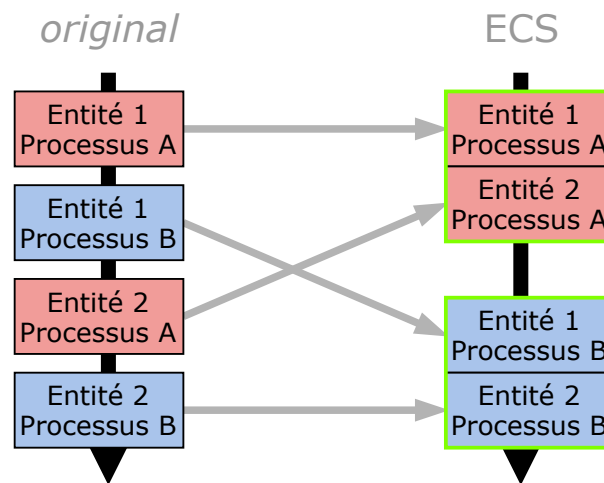 original
Entité 1
Processus A
Entité 1
Processus B
Entité 2
Processus A
Entité 2
Processus B
ECS
Entité 1
Processus A
Entité 2
Processus A
Entité 1
Processus B
Entité 2
Processus B